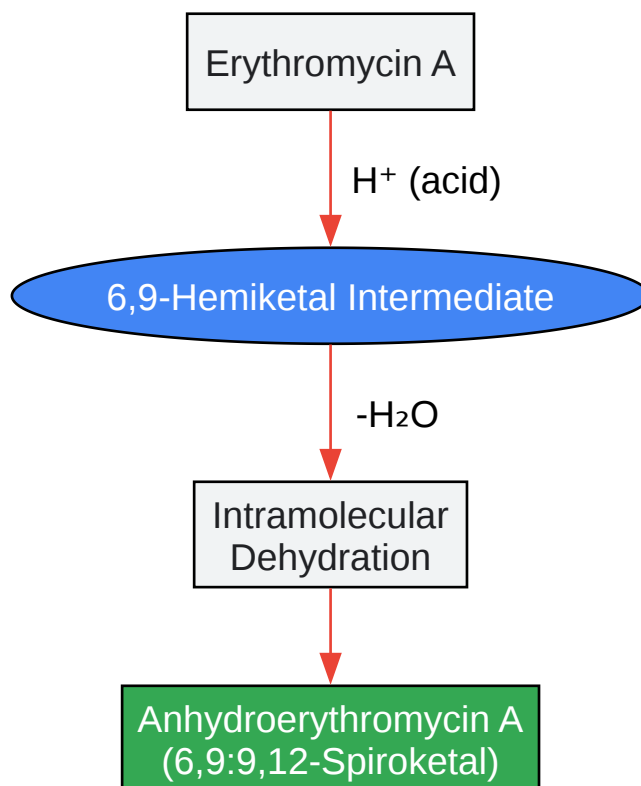 Erythromycin A
H⁺ (acid)
6,9-Hemiketal Intermediate
-H₂O
Intramolecular
Dehydration
Anhydroerythromycin A
(6,9:9,12-Spiroketal)